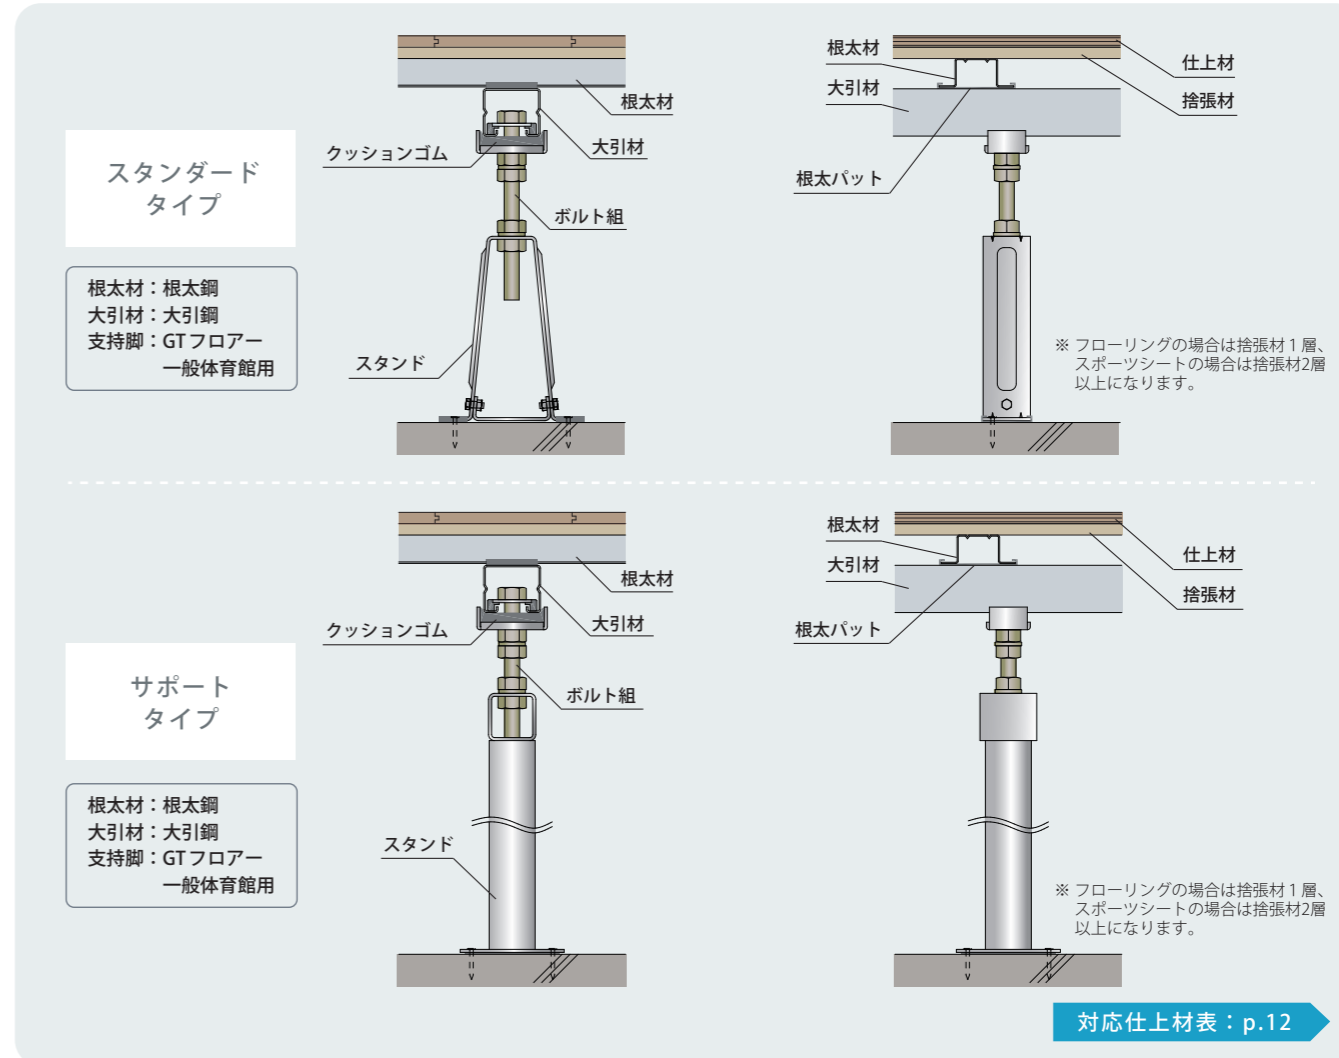 スタンダード
タイプ
根太材：根太鋼
大引材：大引鋼
支持脚：GTフロアー
一般体育館用
根太材
大引材
クッションゴム
ボルト組
スタンド
根太材
大引材
仕上材
捨張材
根太パット
※ フローリングの場合は捨張材1層、
スポーツシートの場合は捨張材2層
以上になります。
サポート
タイプ
根太材：根太鋼
大引材：大引鋼
支持脚：GTフロアー
一般体育館用
根太材
大引材
クッションゴム
ボルト組
スタンド
根太材
大引材
仕上材
捨張材
根太パット
※ フローリングの場合は捨張材1層、
スポーツシートの場合は捨張材2層
以上になります。
対応仕上材表：p.12